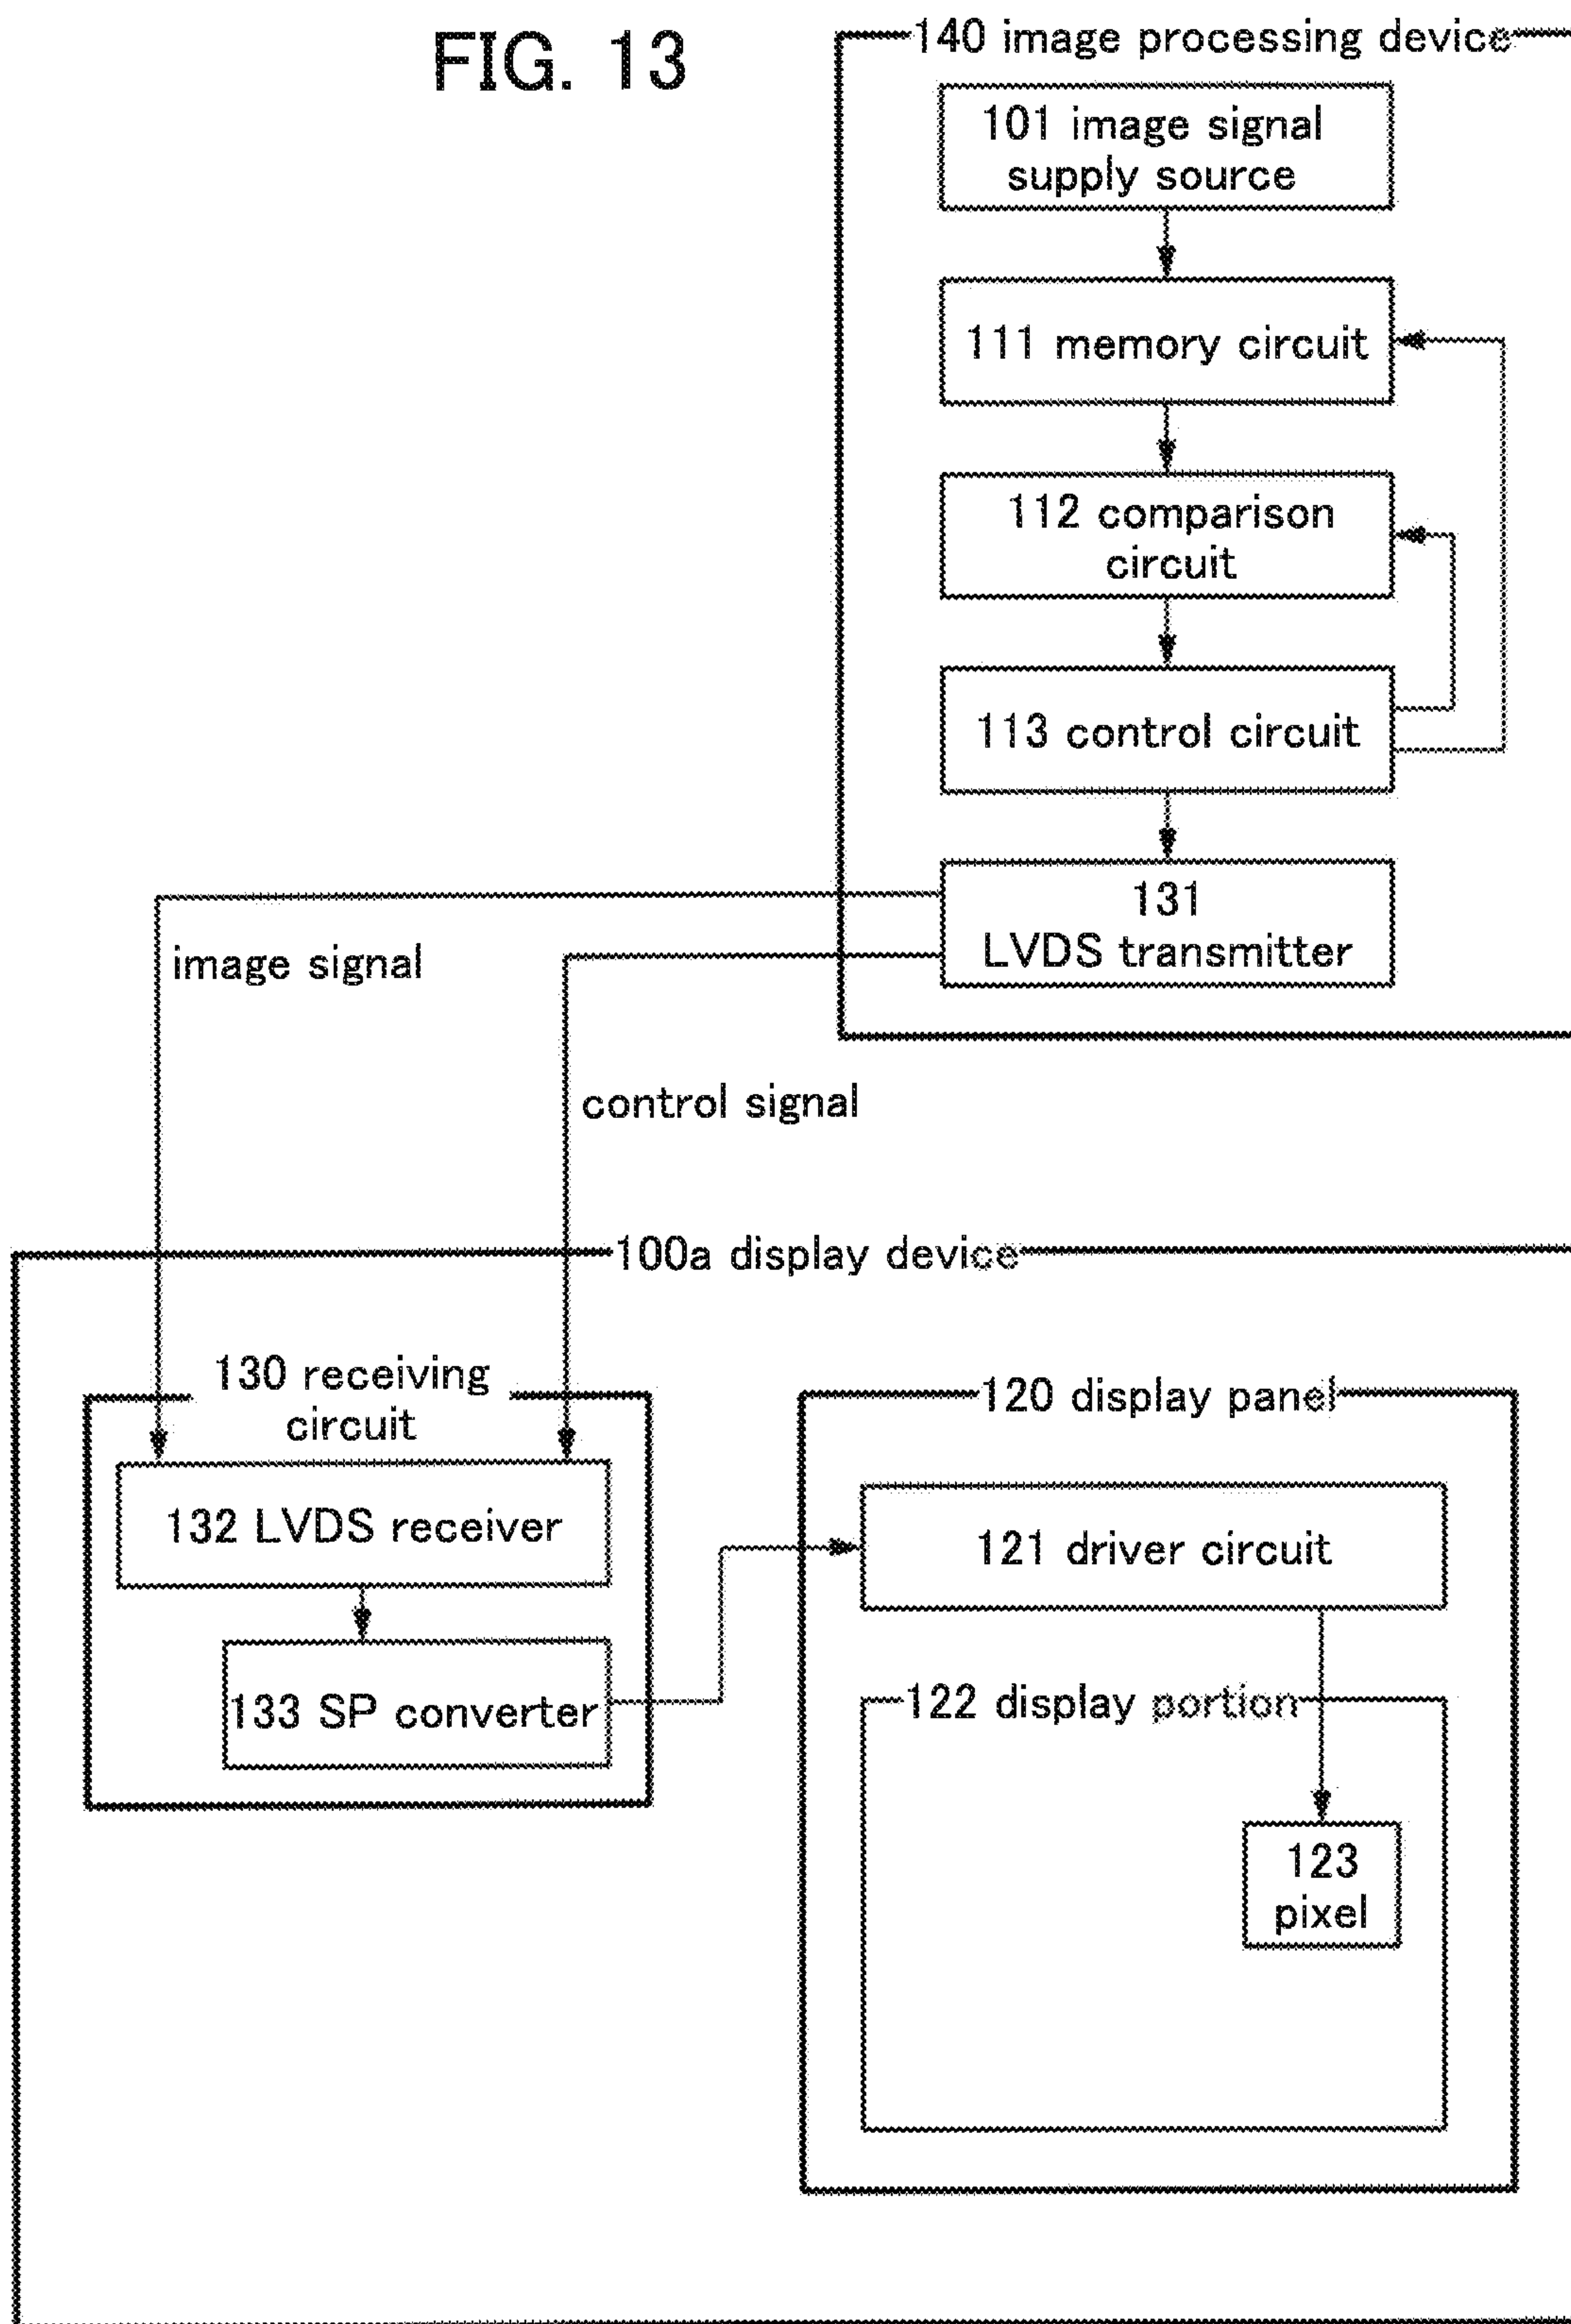 FIG. 13
140 image processing device
101 image signal
supply source
111 memory circuit
112 comparison
circuit
113 control circuit
131
LVDS transmitter
image signal
control signal
100a display device
130 receiving
circuit
132 LVDS receiver
133 SP converter
120 display panel
121 driver circuit
122 display portion
123
pixel